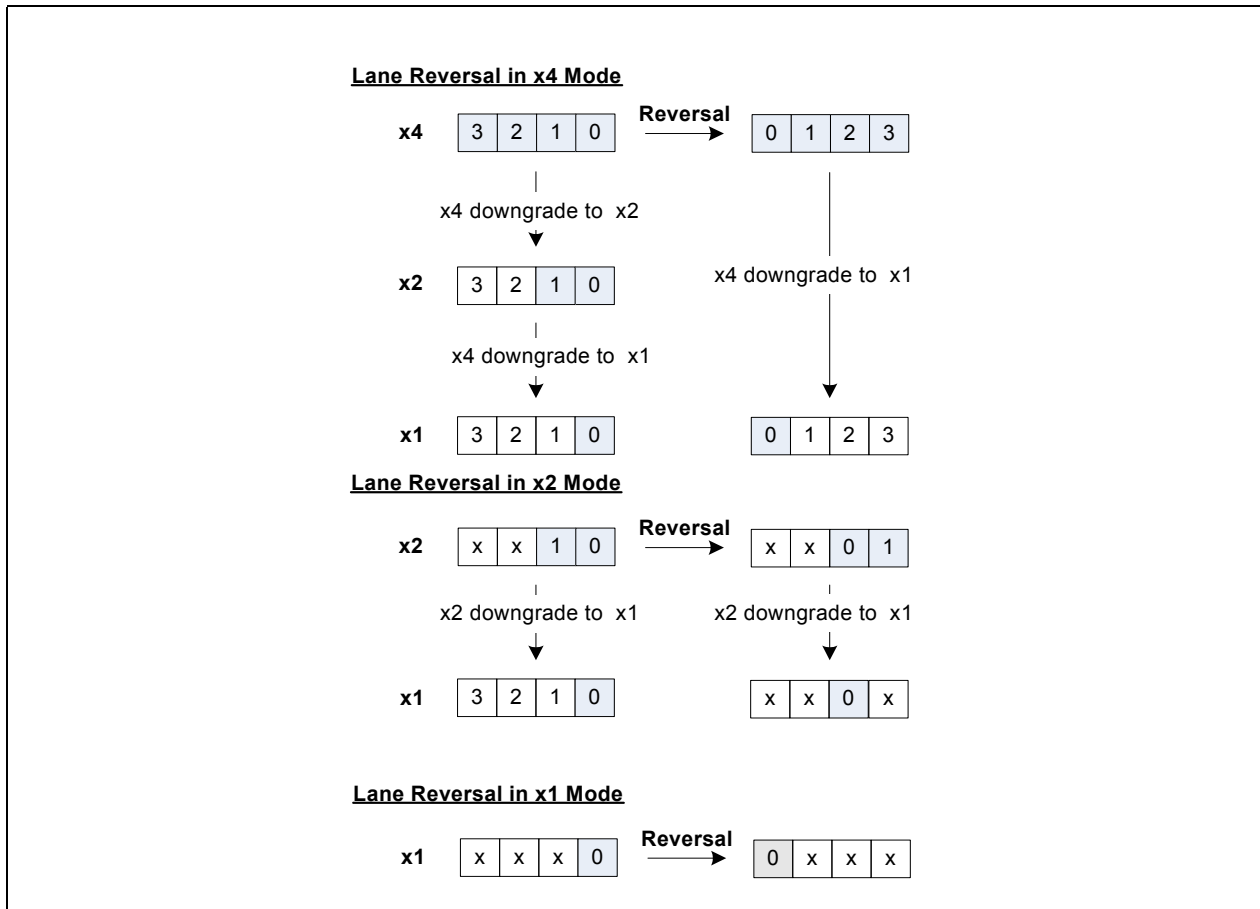 Lane Reversal in x4 Mode
x4 3 2 1 0 Reversal 0 1 2 3
x4 downgrade to x2
x2 3 2 1 0 x4 downgrade to x1
x4 downgrade to x1
x1 3 2 1 0 0 1 2 3
Lane Reversal in x2 Mode
x2 x x 1 0 Reversal x x 0 1
x2 downgrade to x1 x2 downgrade to x1
x1 3 2 1 0 x x 0 x
Lane Reversal in x1 Mode
x1 x x x 0 Reversal 0 x x x